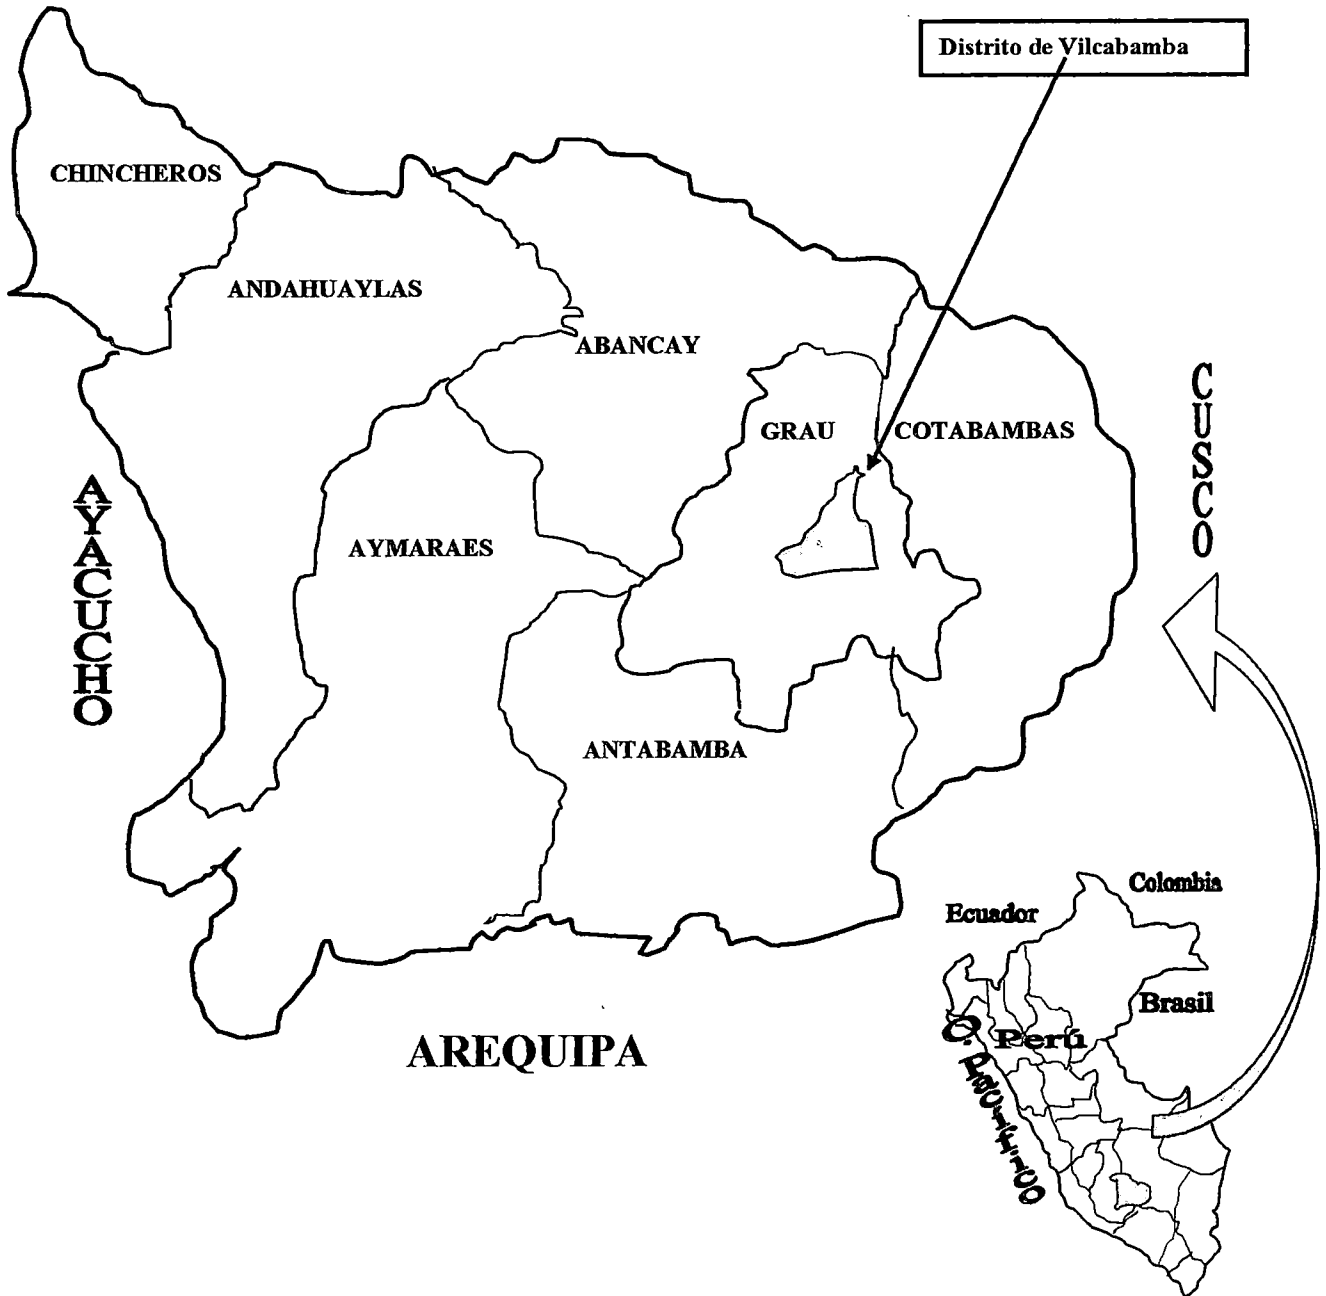 Distrito de Vilcabamba
CHINCHEROS
ANDAHUAYLAS
ABANCAY
GRAU
COTABAMBAS
CUSCO
AYACUCHO
AYMARAES
ANTABAMBA
AREQUIPA
Colombia
Ecuador
Brasil
Perú
O. Pacifico